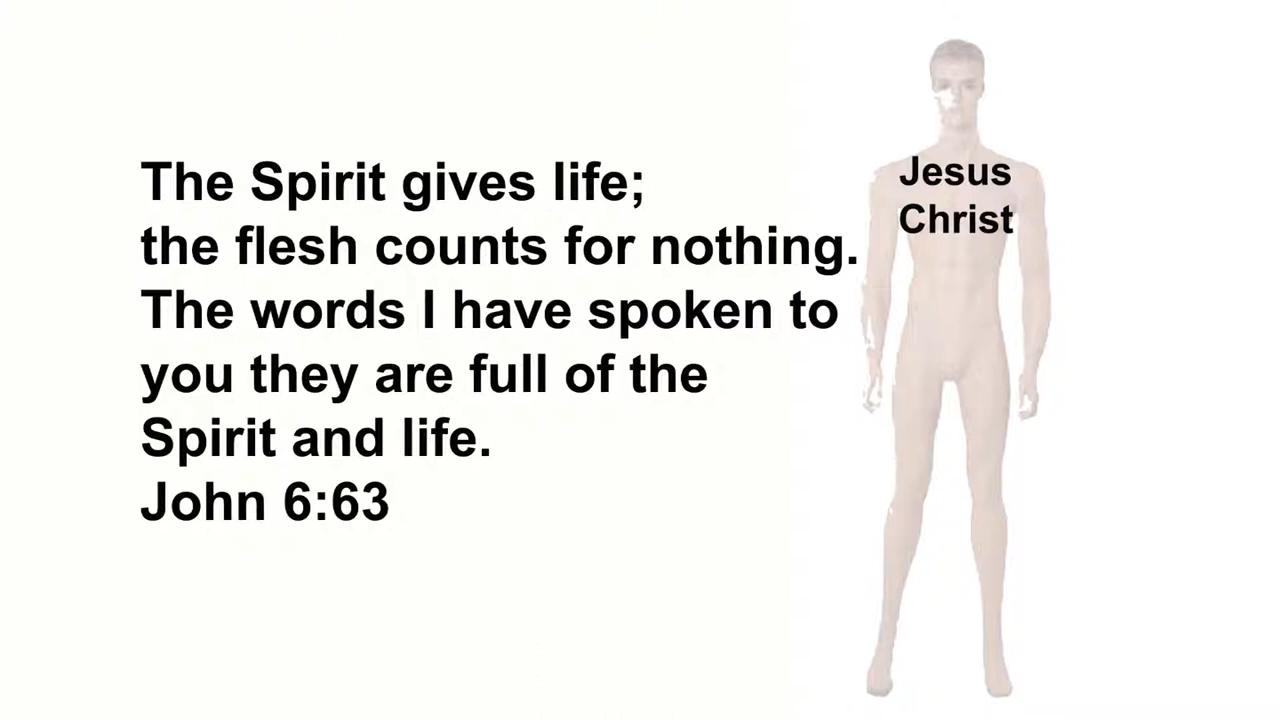 The Spirit gives life;
the flesh counts for nothing.
The words I have spoken to
you they are full of the
Spirit and life.
John 6:63
Jesus
Christ